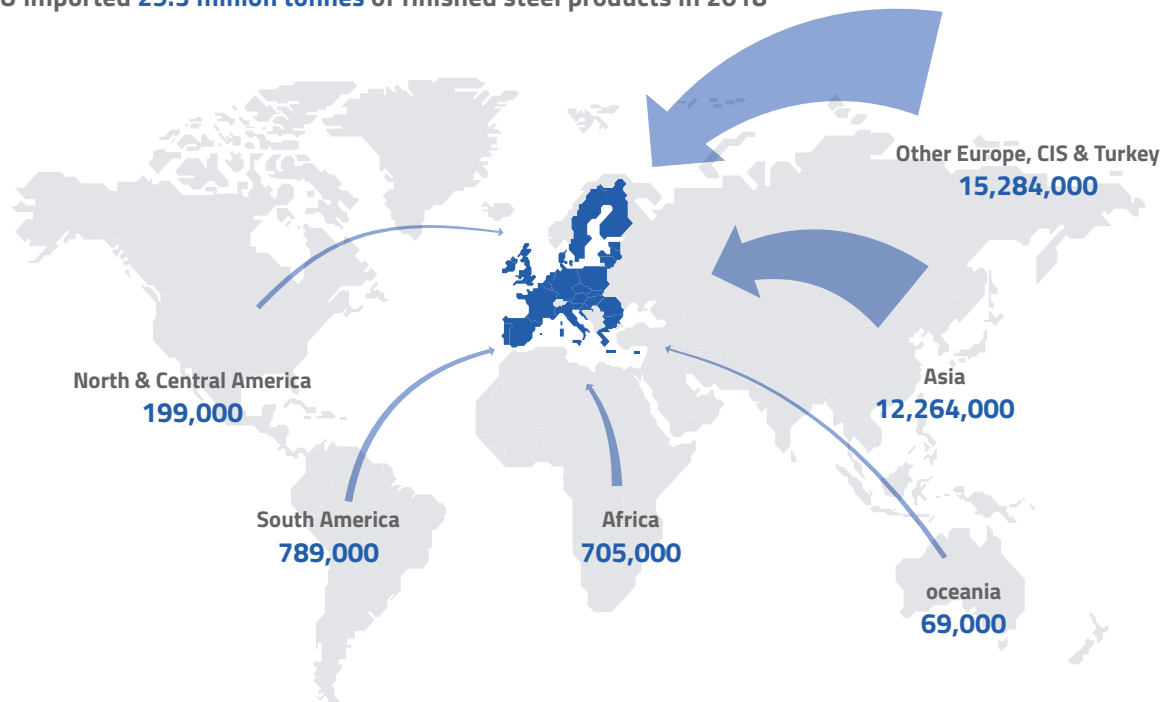 imported 29.3 million tonnes of finished steel products in 2018
Other Europe, CIS & Turkey
15,284,000
Asia
12,264,000
North & Central America
199,000
South America
789,000
Africa
705,000
oceania
69,000